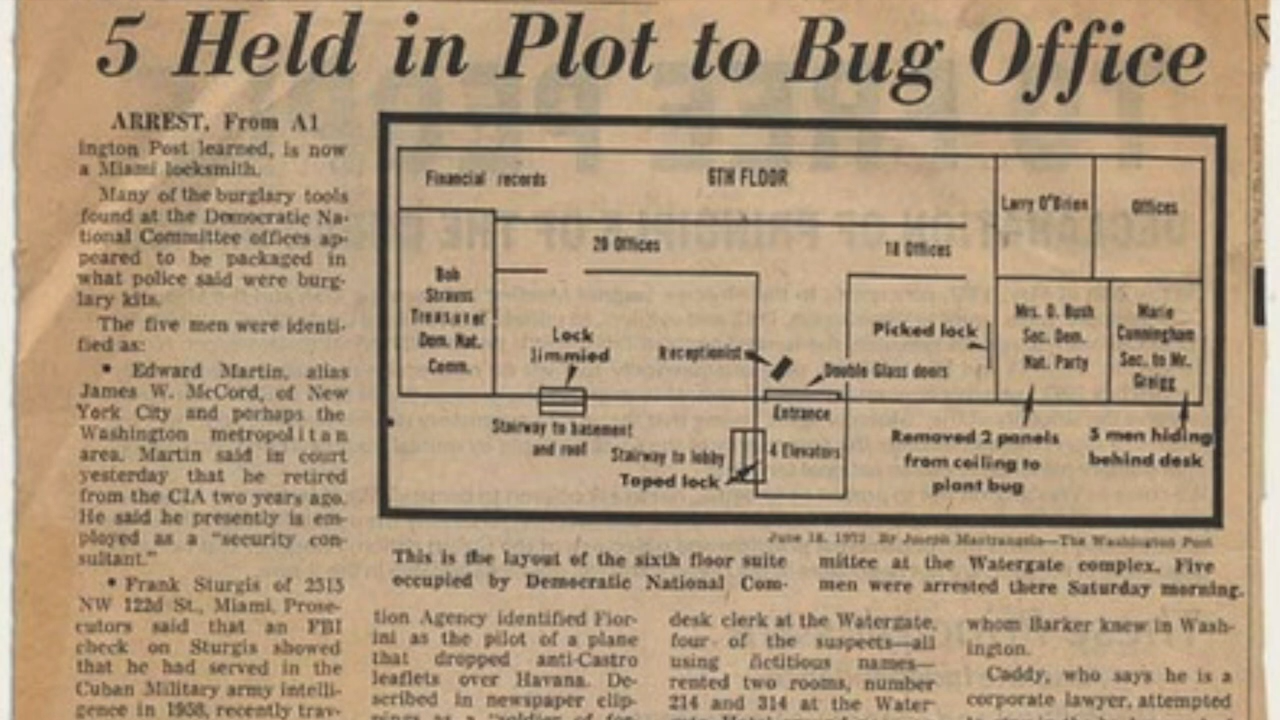 5 Held in Plot to Bug Office
ARREST, From A1
ington Post learned, is now
a Miami locksmith.
Many of the burglary tools
found at the Democratic Na-
tional Committee offices ap-
peared to be packaged in
what police said were burg-
lary kits.
The five men were identi-
fied as:
• Edward Martin, alias
James W. McCord, of New
York City and perhaps the
Washington metropolitan
area. Martin said in court
yesterday that he retired
from the CIA two years ago.
He said he presently is em-
ployed as a "security con-
sultant."
• Frank Sturgis of 2515
NW 122d St., Miami. Prose-
cutors said that an FBI
check on Sturgis showed
that he had served in the
Cuban Military army intelli-
gence in 1958, recently trav-
Financial records
6TH FLOOR
Larry O'Brien
Offices
20 Offices
18 Offices
Bob
Strauss
Treasurer
Dem. Nat.
Comm.
Lock
Jimmied
Receptionist
Double Glass doors
Picked lock
Mrs. D. Bush
Sec. Dem.
Nat. Party
Marie
Cunningham
Sec. to Mr.
Greigg
Entrance
Stairway to basement
and roof
Stairway to lobby
4 Elevators
Taped lock
Removed 2 panels
from ceiling to
plant bug
5 men hiding
behind desk
June 18, 1972 By Joseph Mastrangelo—The Washington Post
This is the layout of the sixth floor suite
occupied by Democratic National Com-
mittee at the Watergate complex. Five
men were arrested there Saturday morning.
tion Agency identified Fior-
ini as the pilot of a plane
that dropped anti-Castro
leaflets over Havana. De-
scribed in newspaper clip-
pings as a "soldier of for-
desk clerk at the Watergate,
four of the suspects—all
using fictitious names—
rented two rooms, number
214 and 314 at the Water-
whom Barker knew in Wash-
ington.
Caddy, who says he is a
corporate lawyer, attempted